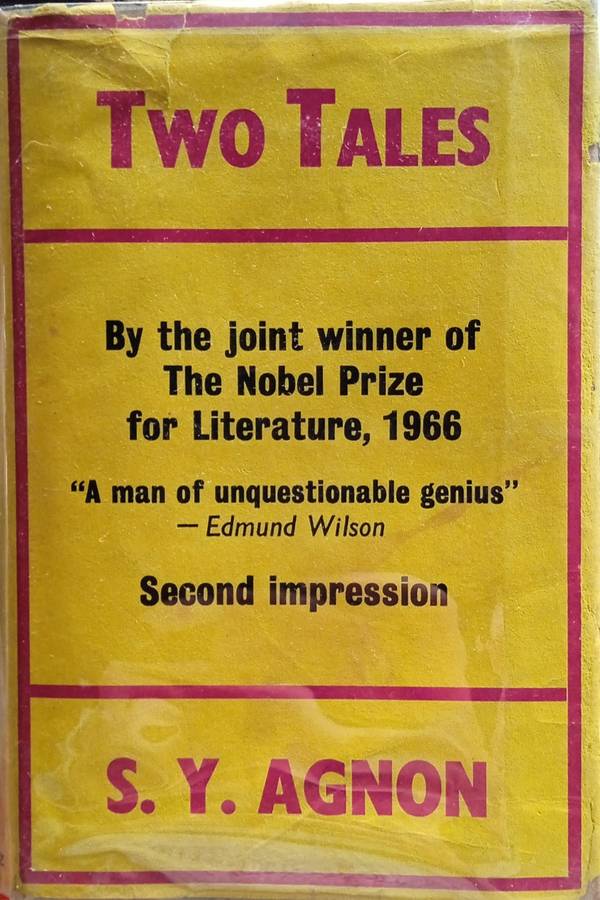 TWO TALES
By the joint winner of
The Nobel Prize
for Literature, 1966
“A man of unquestionable genius”
— Edmund Wilson
Second impression
S. Y. AGNON